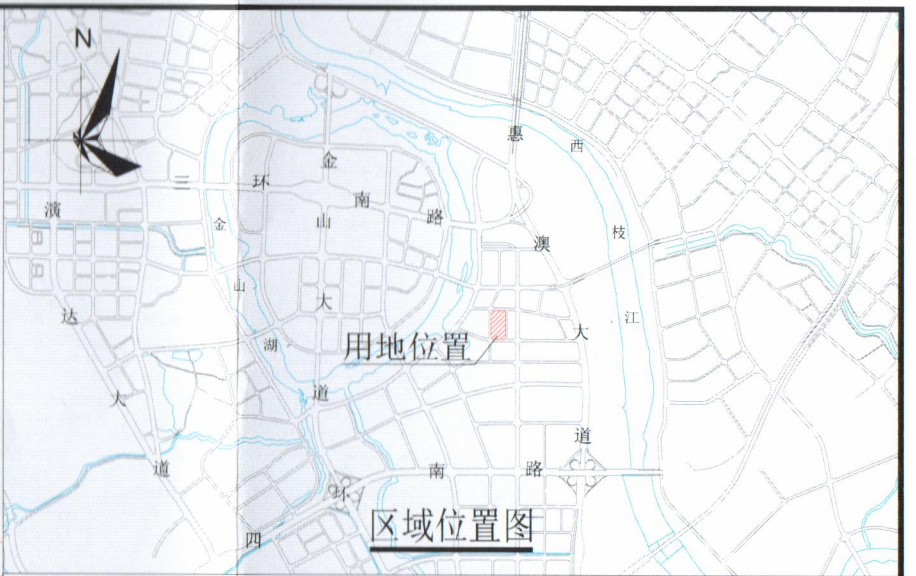 N
三环南路
惠澳大道
西枝江
金山大道
金山湖
演达大道
用地位置
四环南路
区域位置图